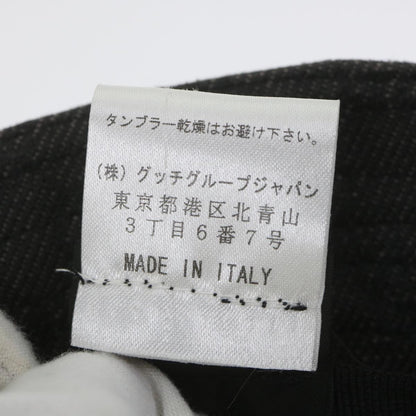 タンブラー乾燥はお避け下さい。
(株) グッチグループジャパン
東京都港区北青山
3丁目6番7号
MADE IN ITALY